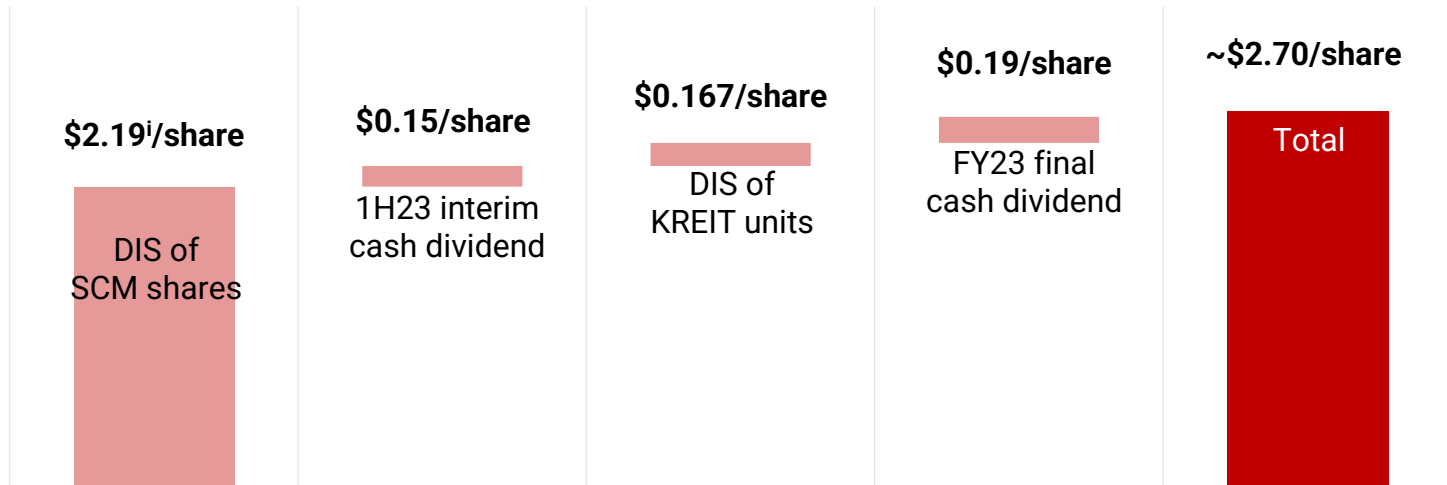 $2.19ⁱ/share
DIS of
SCM shares
$0.15/share
1H23 interim
cash dividend
$0.167/share
DIS of
KREIT units
$0.19/share
FY23 final
cash dividend
~$2.70/share
Total